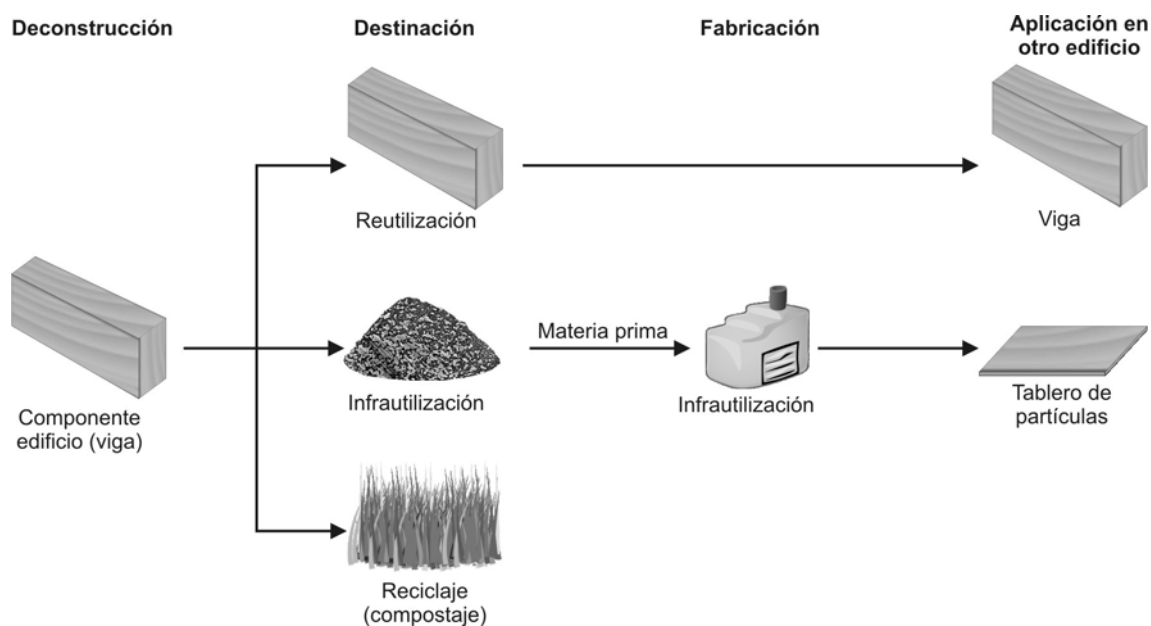 Deconstrucción
Destinación
Fabricación
Aplicación en
otro edificio
Reutilización
Viga
Componente
edificio (viga)
Infrautilización
Materia prima
Infrautilización
Tablero de
partículas
Reciclaje
(compostaje)